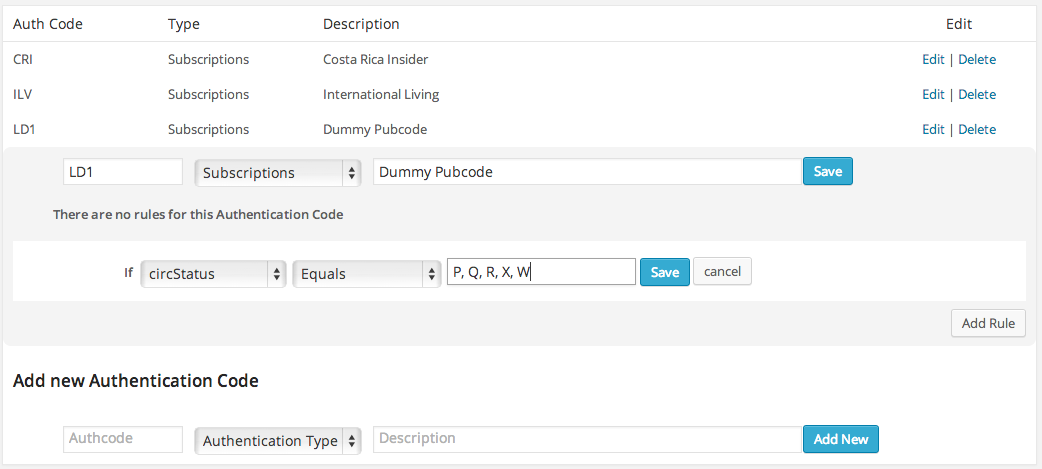 Auth Code Type Description Edit
CRI Subscriptions Costa Rica Insider Edit | Delete
ILV Subscriptions International Living Edit | Delete
LD1 Subscriptions Dummy Pubcode Edit | Delete
LD1 Subscriptions Dummy Pubcode Save
There are no rules for this Authentication Code
If circStatus Equals P, Q, R, X, W Save cancel
Add Rule
Add new Authentication Code
Authcode Authentication Type Description Add New